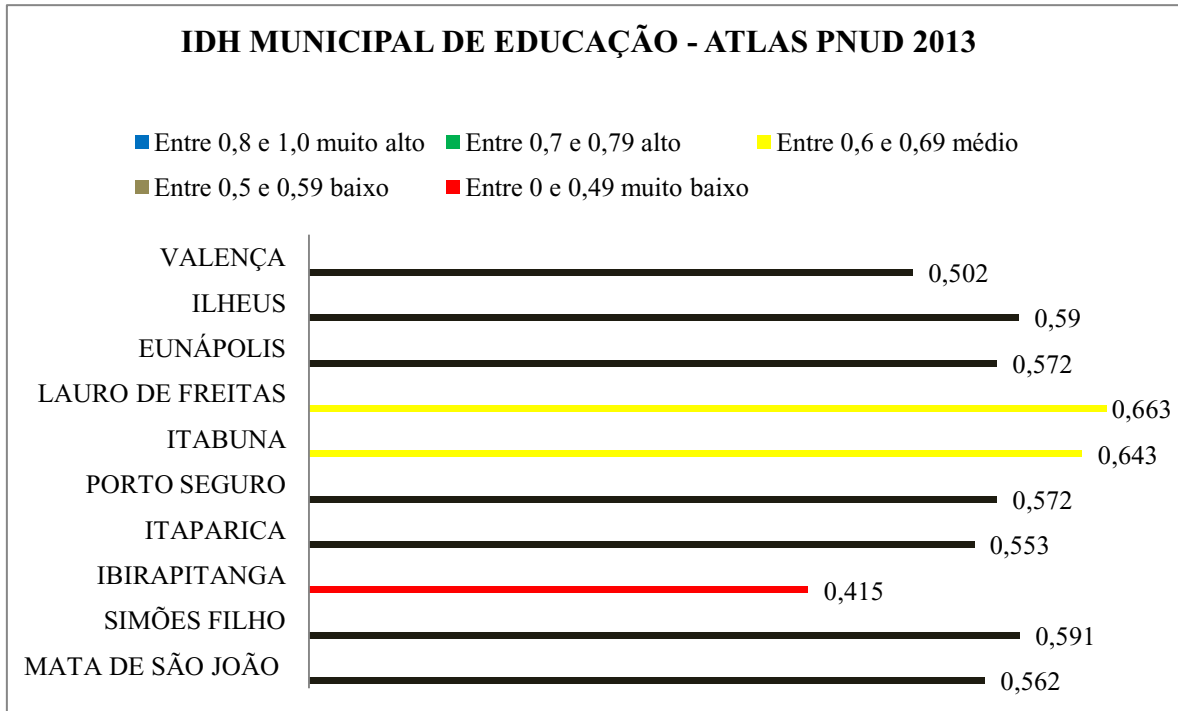 IDH MUNICIPAL DE EDUCAÇÃO - ATLAS PNUD 2013
Entre 0,8 e 1,0 muito alto Entre 0,7 e 0,79 alto Entre 0,6 e 0,69 médio
Entre 0,5 e 0,59 baixo Entre 0 e 0,49 muito baixo
VALENÇA 0,502
ILHEUS 0,59
EUNÁPOLIS 0,572
LAURO DE FREITAS 0,663
ITABUNA 0,643
PORTO SEGURO 0,572
ITAPARICA 0,553
IBIRAPITANGA 0,415
SIMÕES FILHO 0,591
MATA DE SÃO JOÃO 0,562